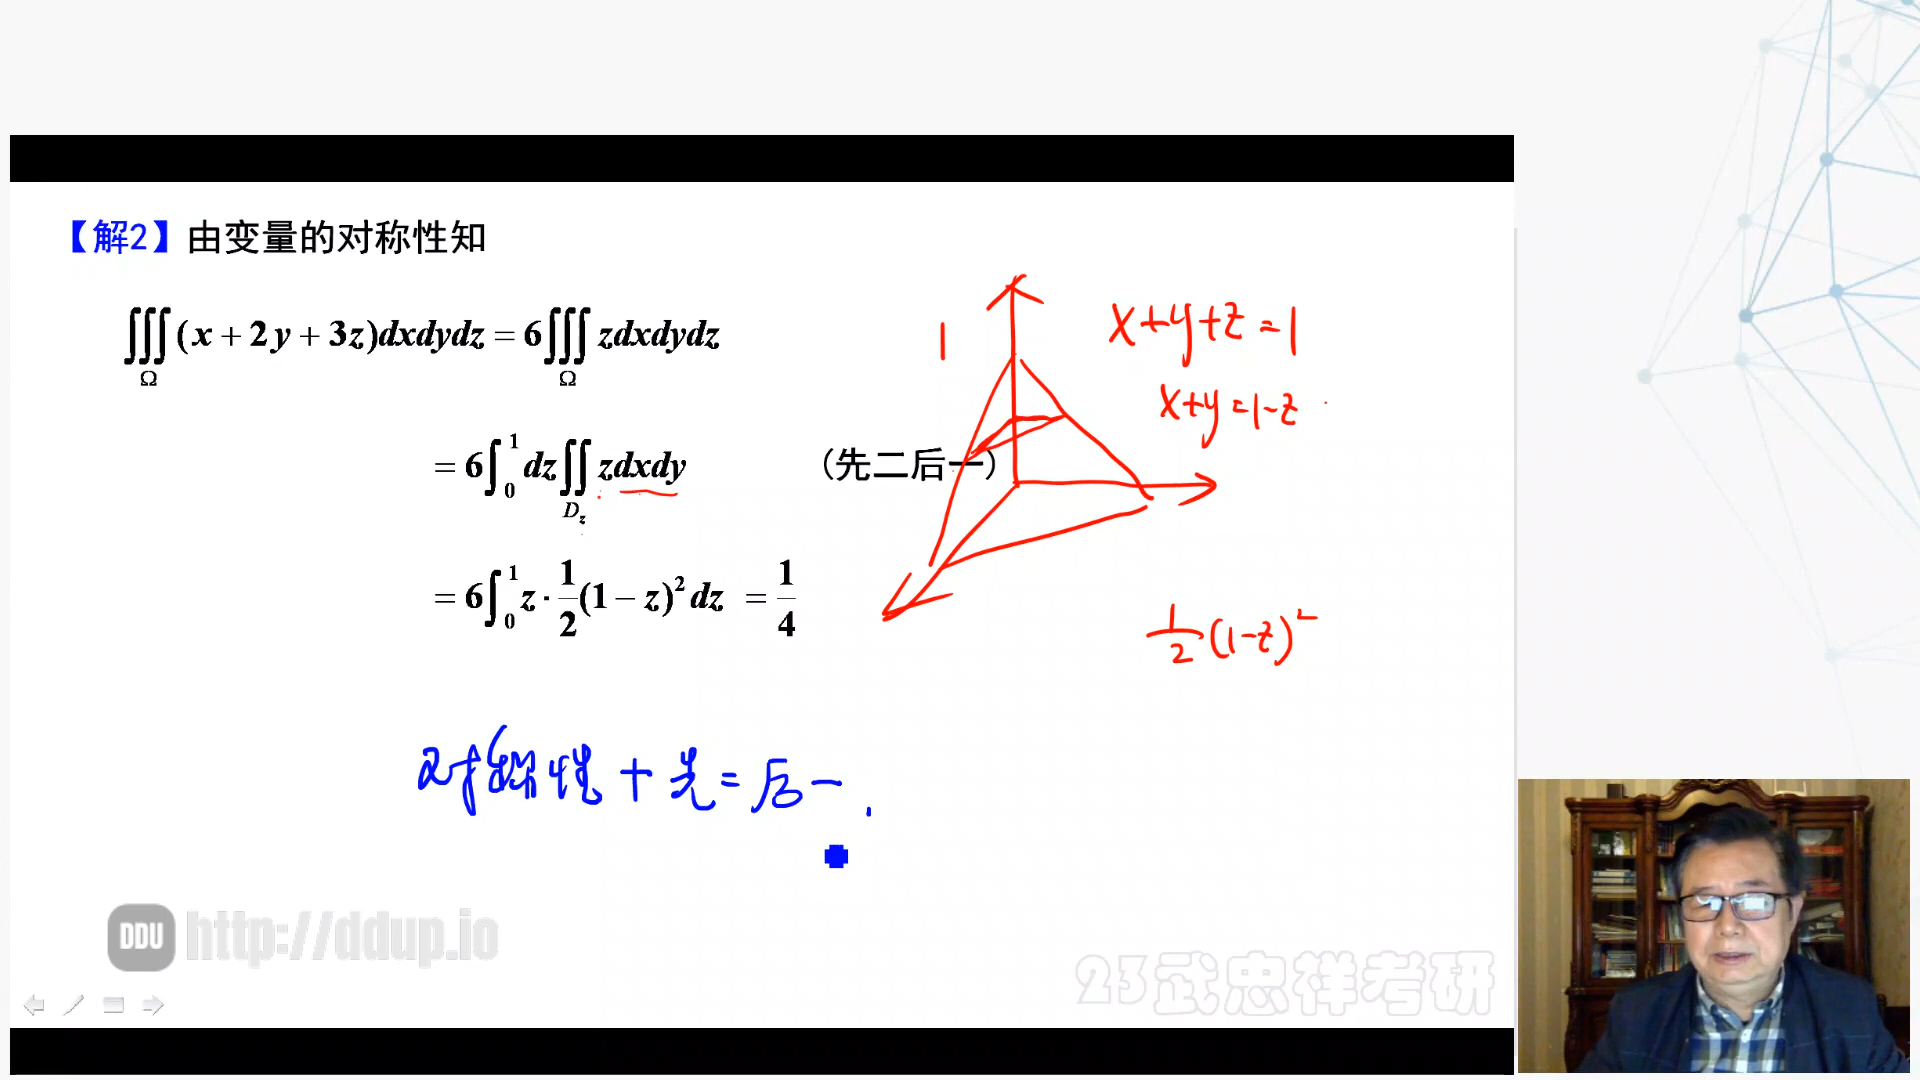 【解2】由变量的对称性知
∭_Ω (x + 2y + 3z)dxdydz = 6∭_Ω zdxdydz
= 6∫_0^1 dz∬_{D_z} zdxdy (先二后一)
= 6∫_0^1 z · 1/2 (1 − z)^2 dz = 1/4
1
x+y+z=1
x+y=1-z
1/2 (1-z)^2
对称性+先=后一.
DDU http://ddup.io
23武忠祥考研